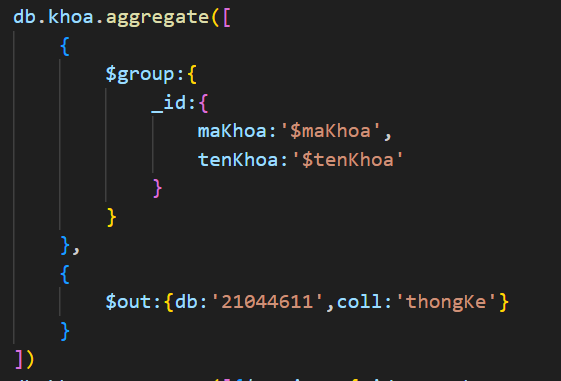 db.khoa.aggregate([
{
$group:{
_id:{
maKhoa:'$maKhoa',
tenKhoa:'$tenKhoa'
}
}
},
{
$out:{db:'21044611',coll:'thongKe'}
}
])